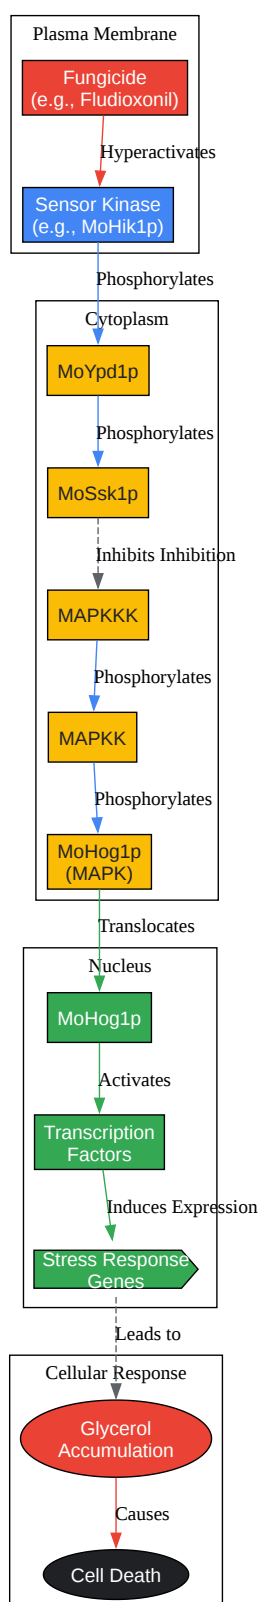 Plasma Membrane
Fungicide
(e.g., Fludioxonil)
Hyperactivates
Sensor Kinase
(e.g., MoHik1p)
Phosphorylates
Cytoplasm
MoYpd1p
Phosphorylates
MoSsk1p
Inhibits Inhibition
MAPKKK
Phosphorylates
MAPKK
Phosphorylates
MoHog1p
(MAPK)
Translocates
Nucleus
MoHog1p
Activates
Transcription
Factors
Induces Expression
Stress Response
Genes
Leads to
Cellular Response
Glycerol
Accumulation
Causes
Cell Death